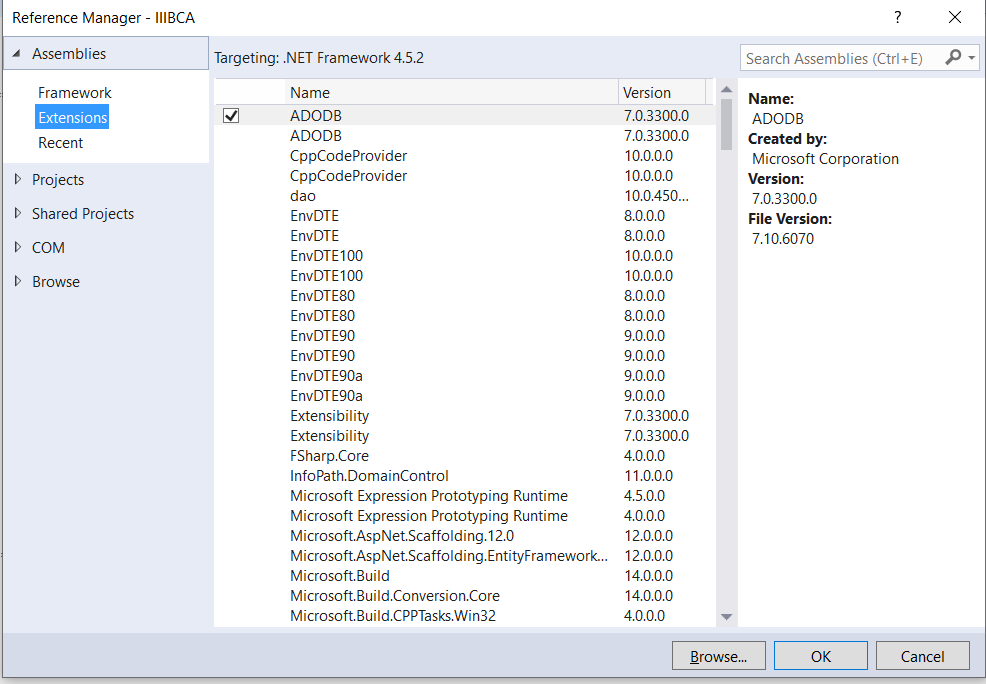 Reference Manager - IIIBCA
?
Assemblies
Framework
Extensions
Recent
Projects
Shared Projects
COM
Browse
Targeting: .NET Framework 4.5.2
Search Assemblies (Ctrl+E)
Name Version
ADODB 7.0.3300.0
ADODB 7.0.3300.0
CppCodeProvider 10.0.0.0
CppCodeProvider 10.0.0.0
dao 10.0.450...
EnvDTE 8.0.0.0
EnvDTE 8.0.0.0
EnvDTE100 10.0.0.0
EnvDTE100 10.0.0.0
EnvDTE80 8.0.0.0
EnvDTE80 8.0.0.0
EnvDTE90 9.0.0.0
EnvDTE90 9.0.0.0
EnvDTE90a 9.0.0.0
EnvDTE90a 9.0.0.0
Extensibility 7.0.3300.0
Extensibility 7.0.3300.0
FSharp.Core 4.0.0.0
InfoPath.DomainControl 11.0.0.0
Microsoft Expression Prototyping Runtime 4.5.0.0
Microsoft Expression Prototyping Runtime 4.0.0.0
Microsoft.AspNet.Scaffolding.12.0 12.0.0.0
Microsoft.AspNet.Scaffolding.EntityFramework... 12.0.0.0
Microsoft.Build 14.0.0.0
Microsoft.Build.Conversion.Core 14.0.0.0
Microsoft.Build.CPPTasks.Win32 4.0.0.0
Name:
ADODB
Created by:
Microsoft Corporation
Version:
7.0.3300.0
File Version:
7.10.6070
Browse... OK Cancel